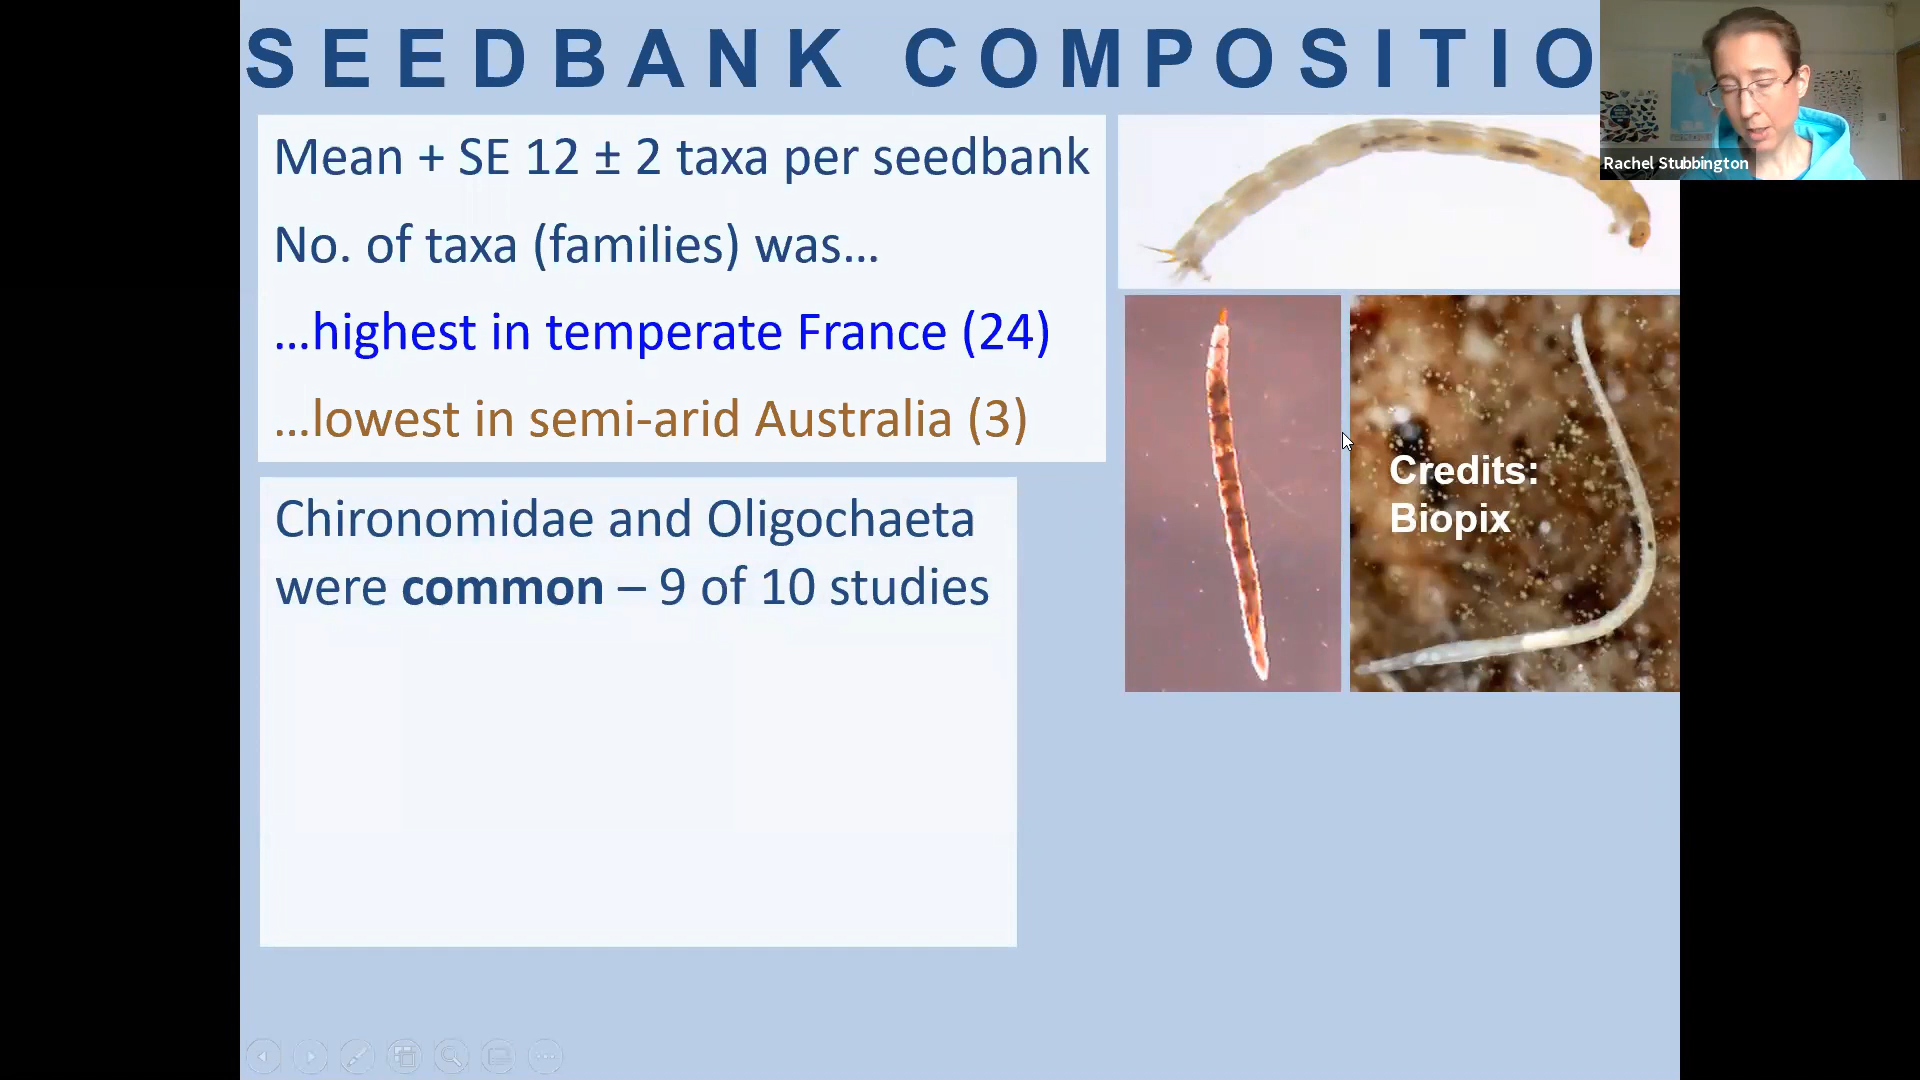 SEEDBANK COMPOSITIO
Rachel Stubbington
Mean + SE 12 ± 2 taxa per seedbank
No. of taxa (families) was…
…highest in temperate France (24)
…lowest in semi-arid Australia (3)
Chironomidae and Oligochaeta
were common – 9 of 10 studies
Credits:
Biopix